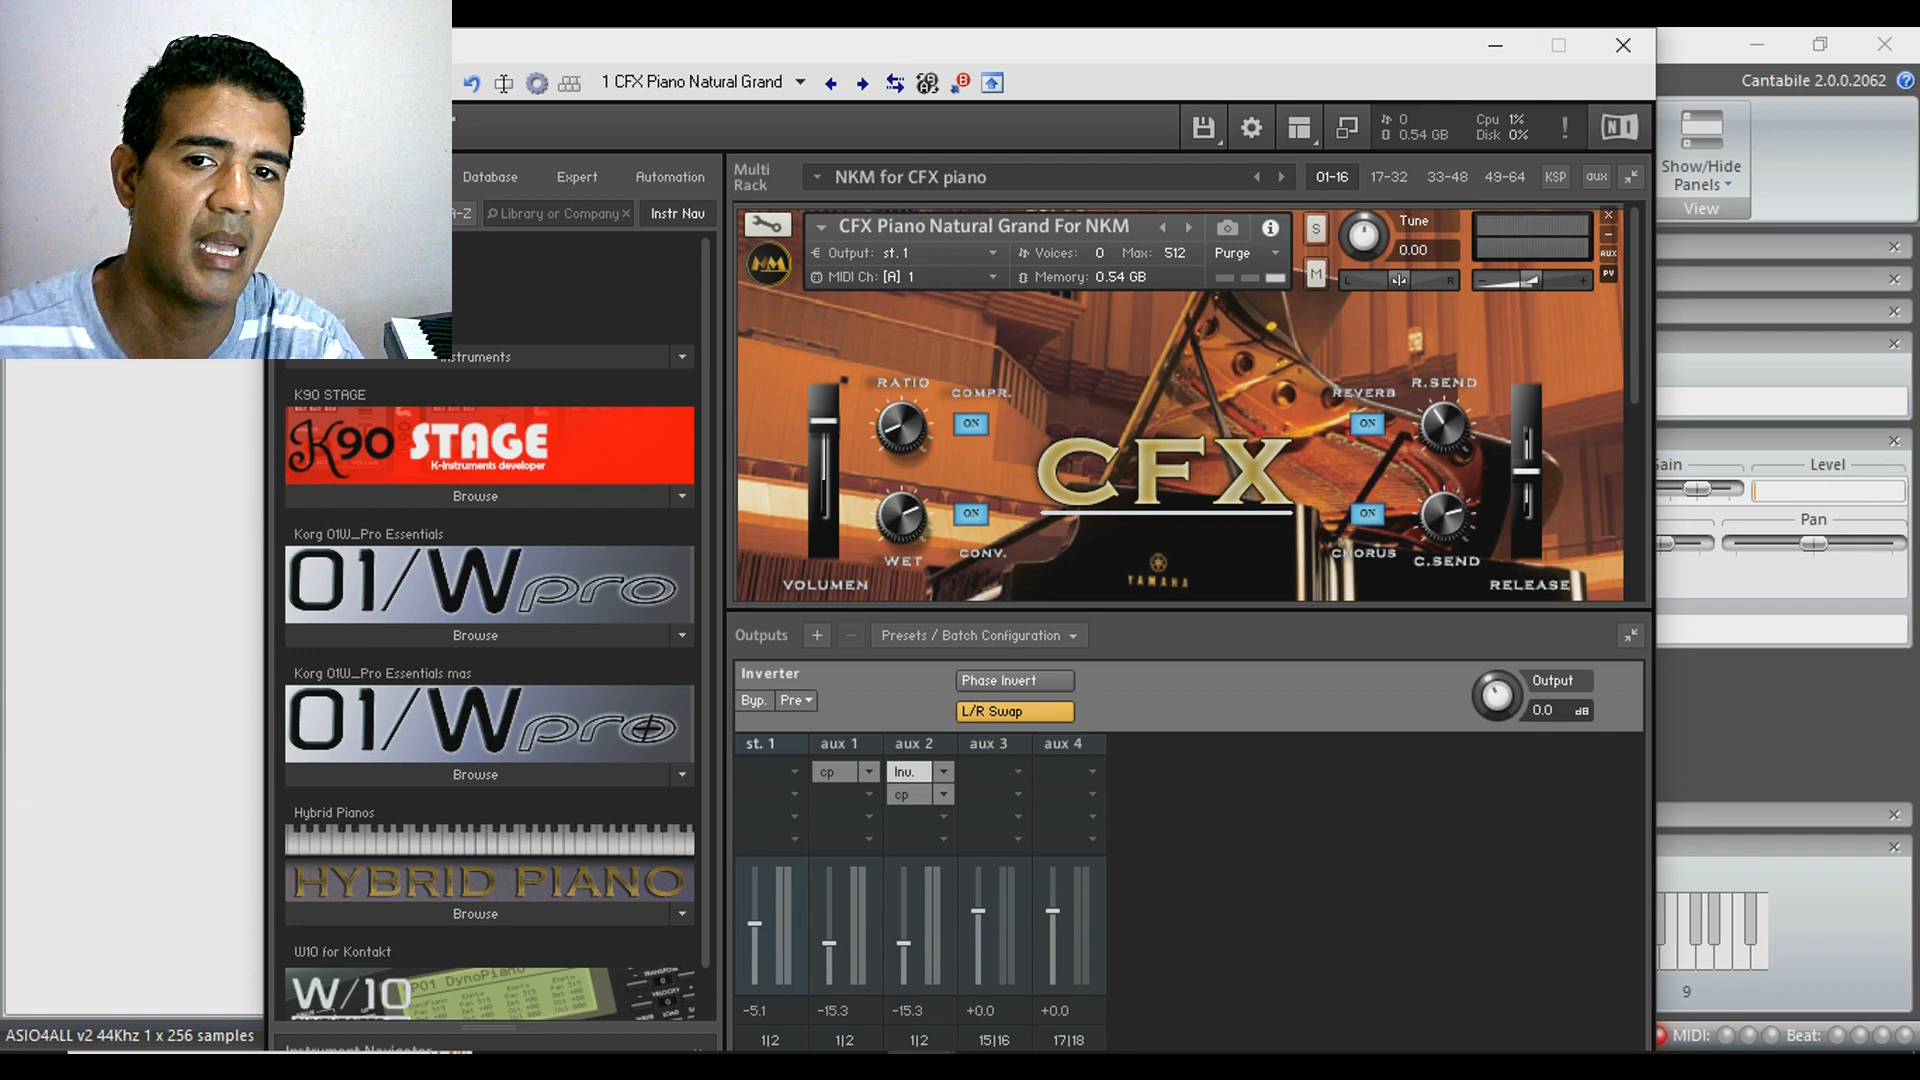 1 CFX Piano Natural Grand
Cantabile 2.0.0.2062
0
0.54 GB
Cpu 1%
Disk 0%
!
NI
Show/Hide
Panels
View
Database
Expert
Automation
Multi
Rack
NKM for CFX piano
01-16
17-32
33-48
49-64
KSP
aux
A-Z
Library or Company
Instr Nav
CFX Piano Natural Grand For NKM
Output: st. 1
Voices: 0 Max: 512
Purge
MIDI Ch: [A] 1
Memory: 0.54 GB
S
M
Tune
0.00
L
R
AUX
PV
RATIO
COMPR.
ON
REVERB
ON
R.SEND
CFX
ON
ON
WET
CONV.
CHORUS
C.SEND
VOLUMEN
YAMAHA
RELEASE
K90 STAGE
K90 STAGE
K-Instruments developer
Browse
Korg 01W_Pro Essentials
01/Wpro
Browse
Korg 01W_Pro Essentials mas
01/Wpro
Browse
Hybrid Pianos
HYBRID PIANO
Browse
W10 for Kontakt
W/10
P01 DynoPiano
Level
Pan
Outputs
+
Presets / Batch Configuration
Inverter
Byp.
Pre
Phase Invert
L/R Swap
Output
0.0 dB
st. 1
aux 1
aux 2
aux 3
aux 4
cp
Inv.
cp
-5.1
-15.3
-15.3
+0.0
+0.0
1|2
1|2
1|2
15|16
17|18
9
ASIO4ALL v2 44Khz 1 x 256 samples
MIDI:
Beat: